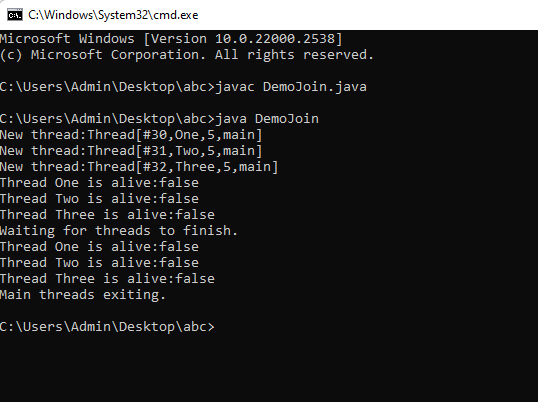 C:\Windows\System32\cmd.exe
Microsoft Windows [Version 10.0.22000.2538]
(c) Microsoft Corporation. All rights reserved.
C:\Users\Admin\Desktop\abc>javac DemoJoin.java
C:\Users\Admin\Desktop\abc>java DemoJoin
New thread:Thread[#30,One,5,main]
New thread:Thread[#31,Two,5,main]
New thread:Thread[#32,Three,5,main]
Thread One is alive:false
Thread Two is alive:false
Thread Three is alive:false
Waiting for threads to finish.
Thread One is alive:false
Thread Two is alive:false
Thread Three is alive:false
Main threads exiting.
C:\Users\Admin\Desktop\abc>